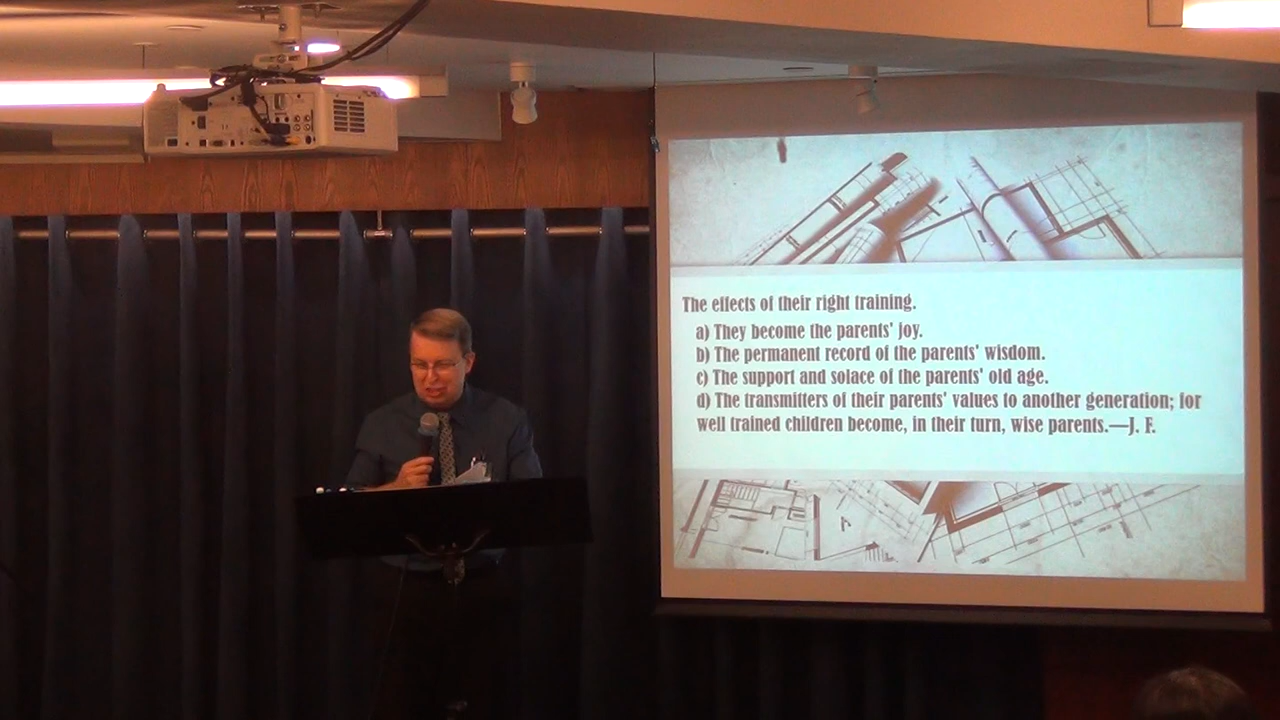 The effects of their right training.
a) They become the parents' joy.
b) The permanent record of the parents' wisdom.
c) The support and solace of the parents' old age.
d) The transmitters of their parents' values to another generation; for
well trained children become, in their turn, wise parents.—J. F.